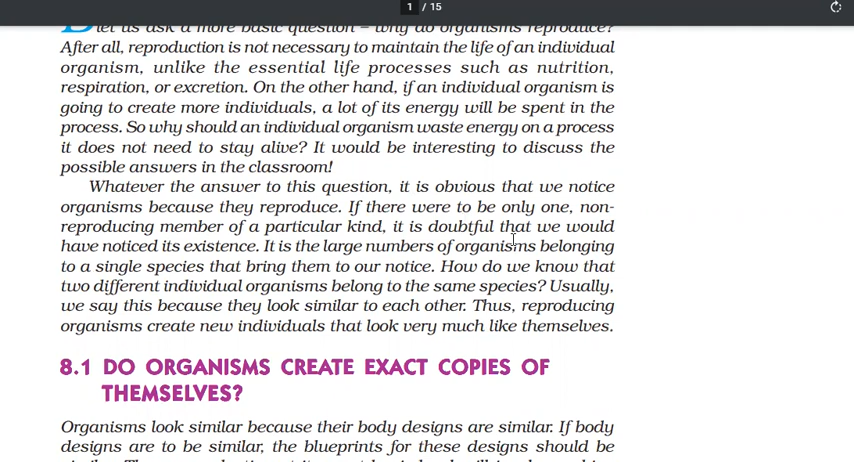 1 / 15
let us ask a more basic question – why do organisms reproduce?
After all, reproduction is not necessary to maintain the life of an individual
organism, unlike the essential life processes such as nutrition,
respiration, or excretion. On the other hand, if an individual organism is
going to create more individuals, a lot of its energy will be spent in the
process. So why should an individual organism waste energy on a process
it does not need to stay alive? It would be interesting to discuss the
possible answers in the classroom!
Whatever the answer to this question, it is obvious that we notice
organisms because they reproduce. If there were to be only one, non-
reproducing member of a particular kind, it is doubtful that we would
have noticed its existence. It is the large numbers of organisms belonging
to a single species that bring them to our notice. How do we know that
two different individual organisms belong to the same species? Usually,
we say this because they look similar to each other. Thus, reproducing
organisms create new individuals that look very much like themselves.
8.1 DO ORGANISMS CREATE EXACT COPIES OF
THEMSELVES?
Organisms look similar because their body designs are similar. If body
designs are to be similar, the blueprints for these designs should be